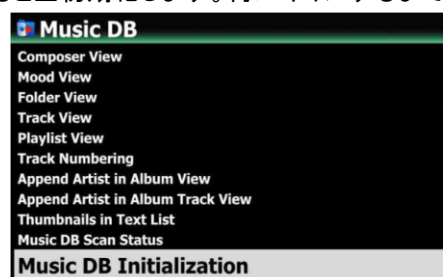 Music DB
Composer View
Mood View
Folder View
Track View
Playlist View
Track Numbering
Append Artist in Album View
Append Artist in Album Track View
Thumbnails in Text List
Music DB Scan Status
Music DB Initialization